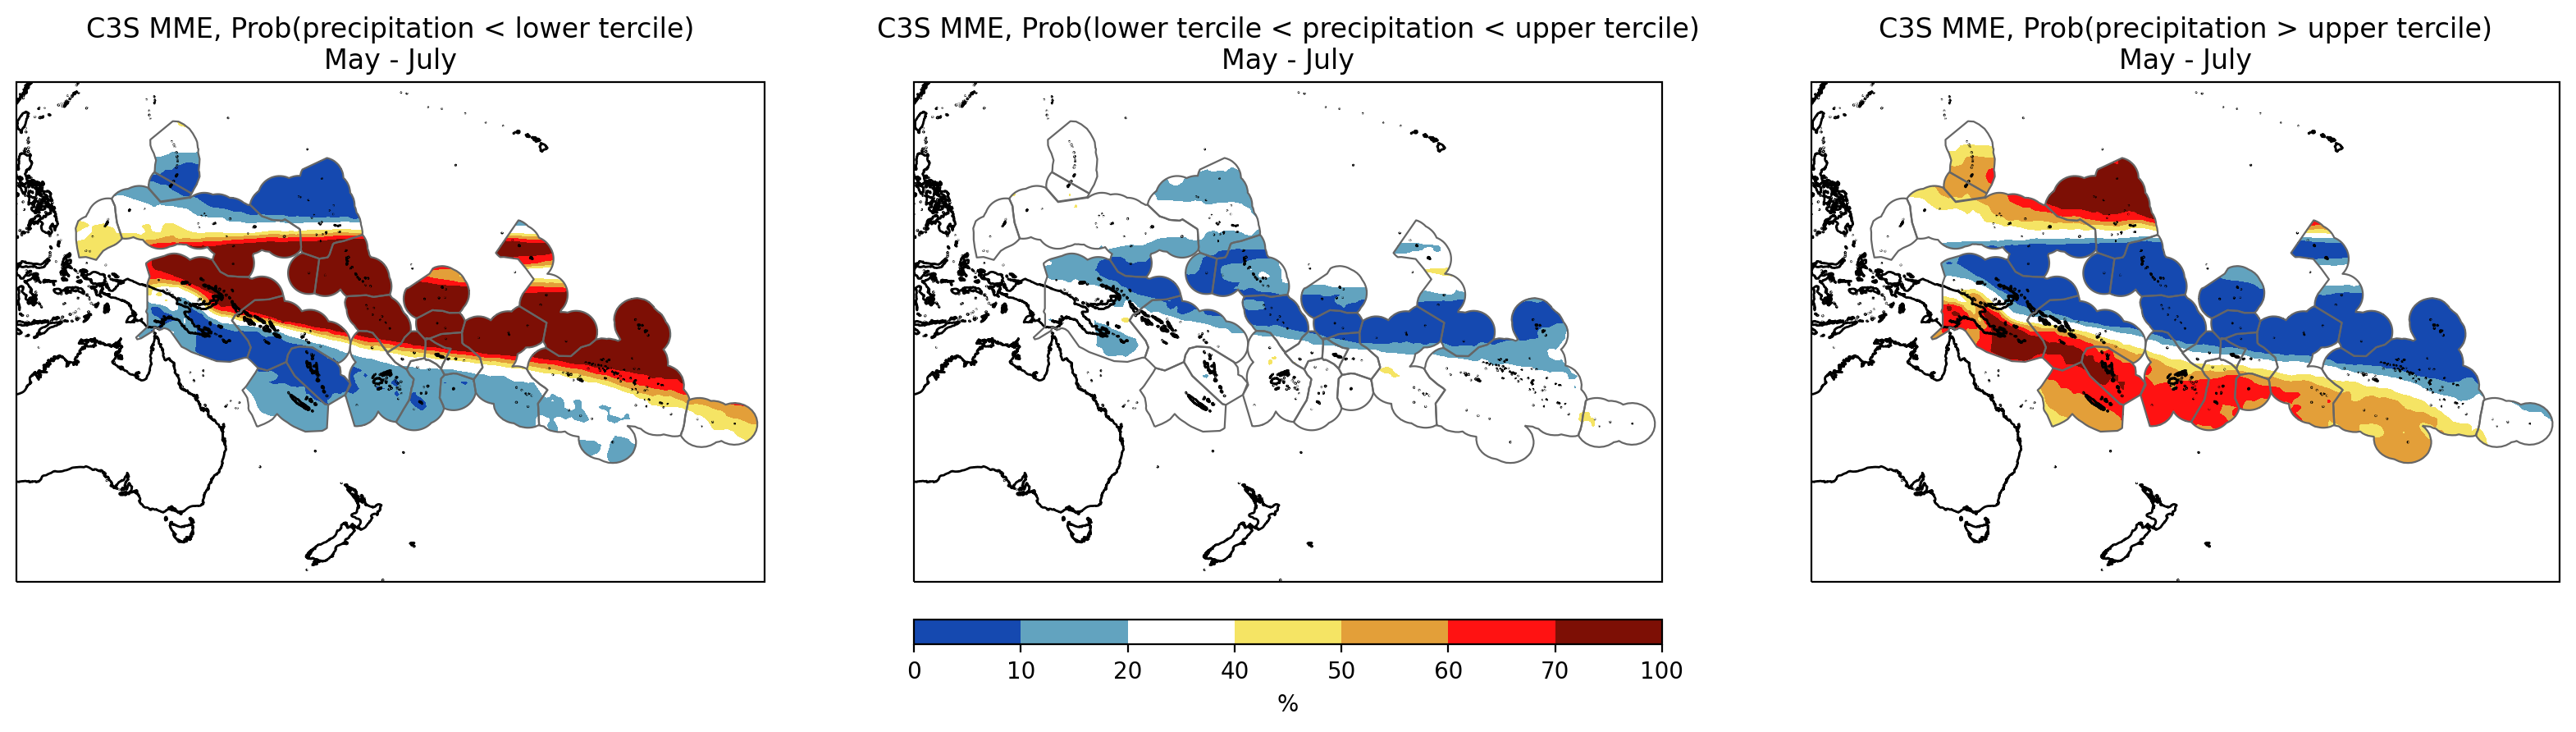 C3S MME, Prob(precipitation < lower tercile)
May - July
C3S MME, Prob(lower tercile < precipitation < upper tercile)
May - July
C3S MME, Prob(precipitation > upper tercile)
May - July
0 10 20 40 50 60 70 100
%